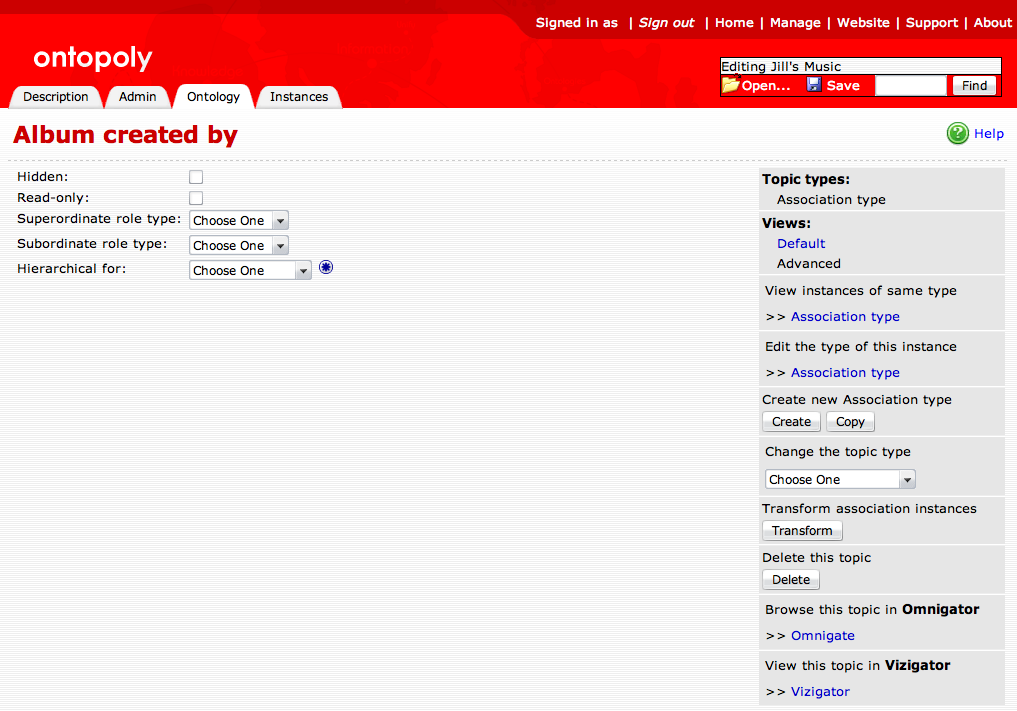 Signed in as | Sign out | Home | Manage | Website | Support | About
ontopoly
Editing Jill's Music
Open... Save Find
Description Admin Ontology Instances
Album created by
? Help
Hidden:
Read-only:
Superordinate role type: Choose One
Subordinate role type: Choose One
Hierarchical for: Choose One
Topic types:
Association type
Views:
Default
Advanced
View instances of same type
>> Association type
Edit the type of this instance
>> Association type
Create new Association type
Create Copy
Change the topic type
Choose One
Transform association instances
Transform
Delete this topic
Delete
Browse this topic in Omnigator
>> Omnigate
View this topic in Vizigator
>> Vizigator